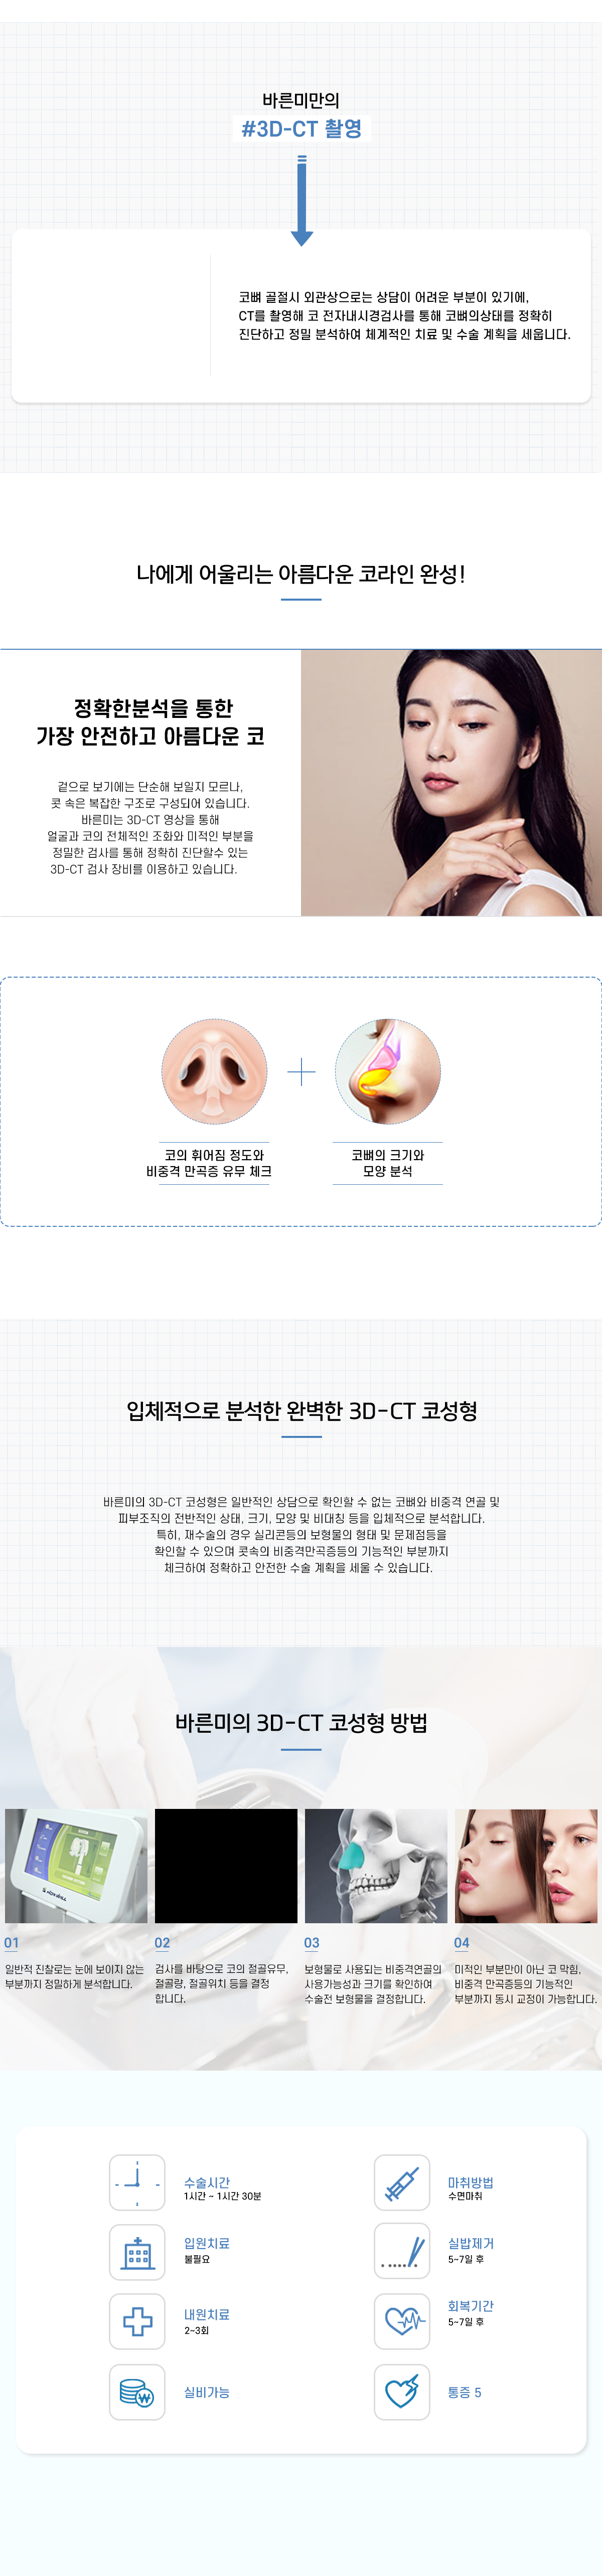 바른미만의
#3D-CT 촬영
코뼈 골절시 외관상으로는 상담이 어려운 부분이 있기에,
CT를 촬영해 코 전자내시경검사를 통해 코뼈의상태를 정확히
진단하고 정밀 분석하여 체계적인 치료 및 수술 계획을 세웁니다.
나에게 어울리는 아름다운 코라인 완성!
정확한분석을 통한
가장 안전하고 아름다운 코
겉으로 보기에는 단순해 보일지 모르나,
콧 속은 복잡한 구조로 구성되어 있습니다.
바른미는 3D-CT 영상을 통해
얼굴과 코의 전체적인 조화와 미적인 부분을
정밀한 검사를 통해 정확히 진단할수 있는
3D-CT 검사 장비를 이용하고 있습니다.
코의 휘어짐 정도와
비중격 만곡증 유무 체크
코뼈의 크기와
모양 분석
입체적으로 분석한 완벽한 3D-CT 코성형
바른미의 3D-CT 코성형은 일반적인 상담으로 확인할 수 없는 코뼈와 비중격 연골 및
피부조직의 전반적인 상태, 크기, 모양 및 비대칭 등을 입체적으로 분석합니다.
특히, 재수술의 경우 실리콘등의 보형물의 형태 및 문제점등을
확인할 수 있으며 콧속의 비중격만곡증등의 기능적인 부분까지
체크하여 정확하고 안전한 수술 계획을 세울 수 있습니다.
바른미의 3D-CT 코성형 방법
01
일반적 진찰로는 눈에 보이지 않는
부분까지 정밀하게 분석합니다.
02
검사를 바탕으로 코의 절골유무,
절골량, 절골위치 등을 결정
합니다.
03
보형물로 사용되는 비중격연골의
사용가능성과 크기를 확인하여
수술전 보형물을 결정합니다.
04
미적인 부분만이 아닌 코 막힘,
비중격 만곡증등의 기능적인
부분까지 동시 교정이 가능합니다.
수술시간
1시간 ~ 1시간 30분
마취방법
수면마취
입원치료
불필요
실밥제거
5~7일 후
내원치료
2~3회
회복기간
5~7일 후
실비가능
통증 5